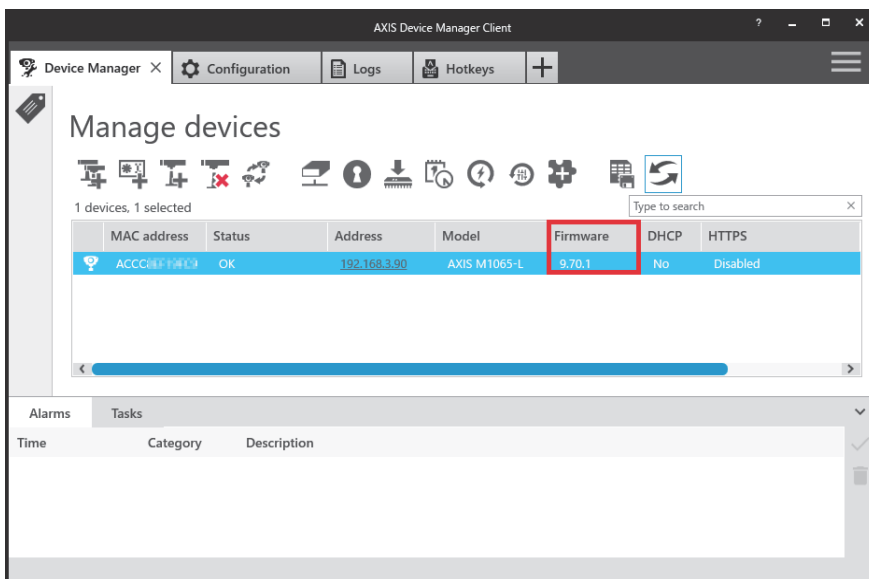 AXIS Device Manager Client
Device Manager Configuration Logs Hotkeys
Manage devices
1 devices, 1 selected
Type to search
MAC address Status Address Model Firmware DHCP HTTPS
OK 192.168.3.90 AXIS M1065-L 9.70.1 No Disabled
Alarms Tasks
Time Category Description